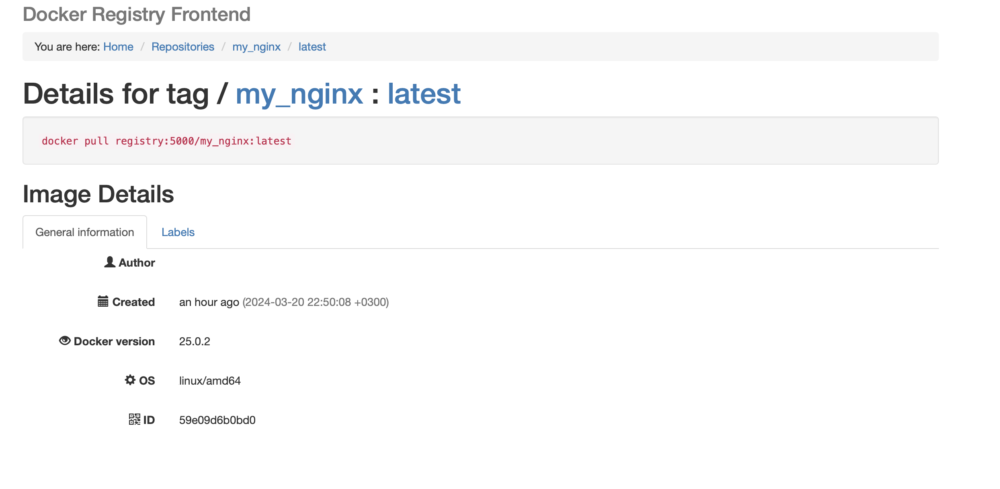 Docker Registry Frontend
You are here: Home / Repositories / my_nginx / latest
Details for tag / my_nginx : latest
docker pull registry:5000/my_nginx:latest
Image Details
General information Labels
Author
Created an hour ago (2024-03-20 22:50:08 +0300)
Docker version 25.0.2
OS linux/amd64
ID 59e09d6b0bd0